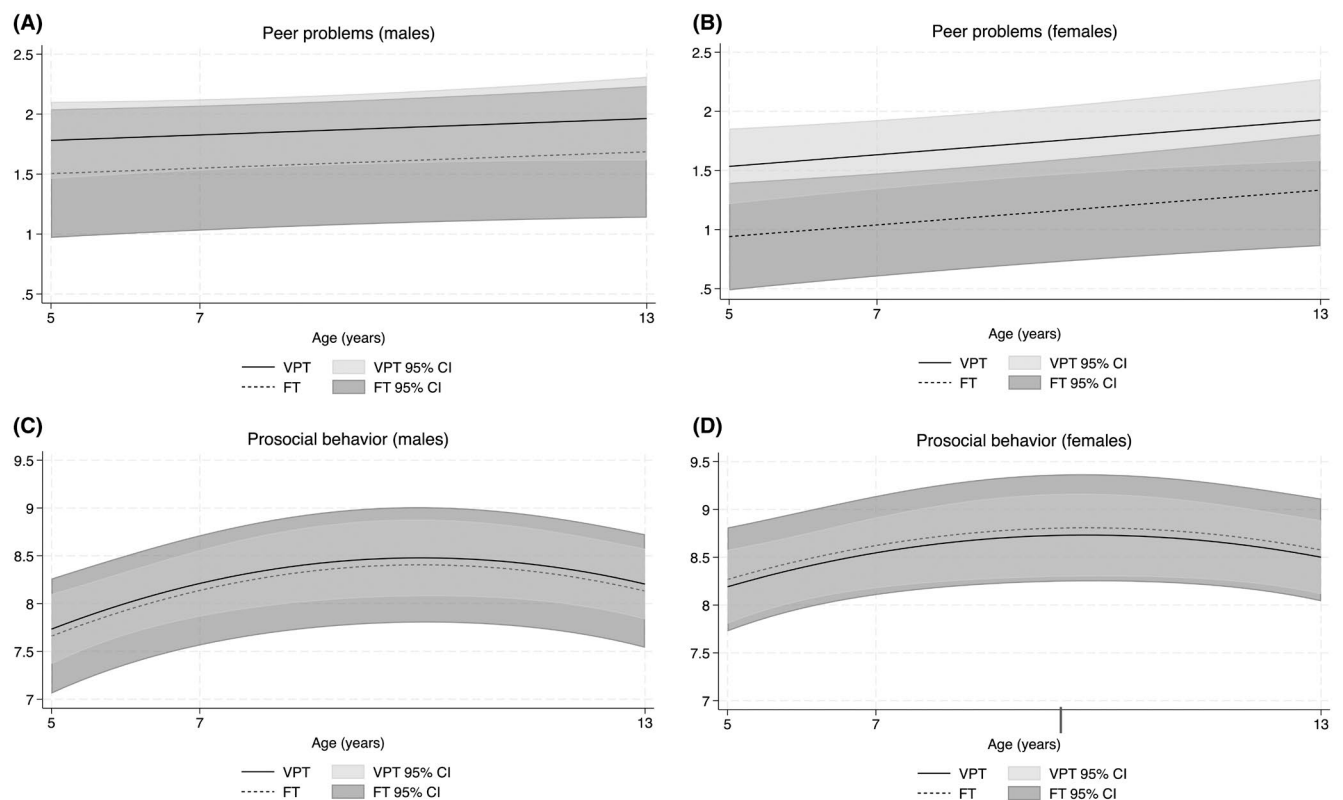 (A)
Peer problems (males)
2.5
2
1.5
1
.5
5 7 13
Age (years)
VPT VPT 95% CI
FT FT 95% CI
(B)
Peer problems (females)
2.5
2
1.5
1
.5
5 7 13
Age (years)
VPT VPT 95% CI
FT FT 95% CI
(C)
Prosocial behavior (males)
9.5
9
8.5
8
7.5
7
5 7 13
Age (years)
VPT VPT 95% CI
FT FT 95% CI
(D)
Prosocial behavior (females)
9.5
9
8.5
8
7.5
7
5 7 13
Age (years)
VPT VPT 95% CI
FT FT 95% CI